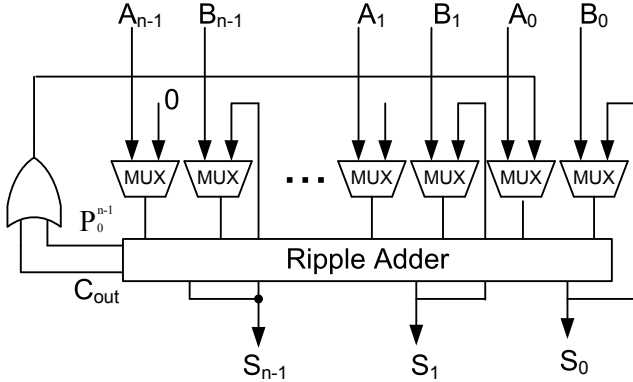 Aₙ₋₁ Bₙ₋₁ A₁ B₁ A₀ B₀
0
MUX MUX ... MUX MUX MUX MUX
P₀ⁿ⁻¹
Ripple Adder
Cout
Sₙ₋₁ S₁ S₀